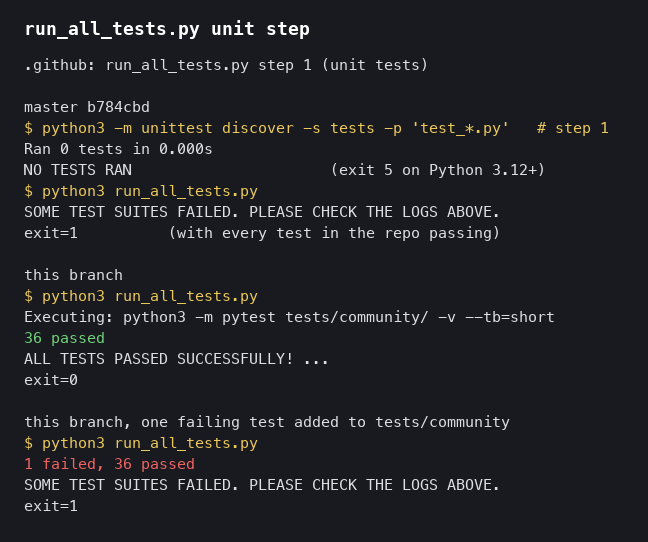 run_all_tests.py unit step
.github: run_all_tests.py step 1 (unit tests)
master b784cbd
$ python3 -m unittest discover -s tests -p 'test_*.py'   # step 1
Ran 0 tests in 0.000s
NO TESTS RAN                      (exit 5 on Python 3.12+)
$ python3 run_all_tests.py
SOME TEST SUITES FAILED. PLEASE CHECK THE LOGS ABOVE.
exit=1          (with every test in the repo passing)
this branch
$ python3 run_all_tests.py
Executing: python3 -m pytest tests/community/ -v --tb=short
36 passed
ALL TESTS PASSED SUCCESSFULLY! ...
exit=0
this branch, one failing test added to tests/community
$ python3 run_all_tests.py
1 failed, 36 passed
SOME TEST SUITES FAILED. PLEASE CHECK THE LOGS ABOVE.
exit=1